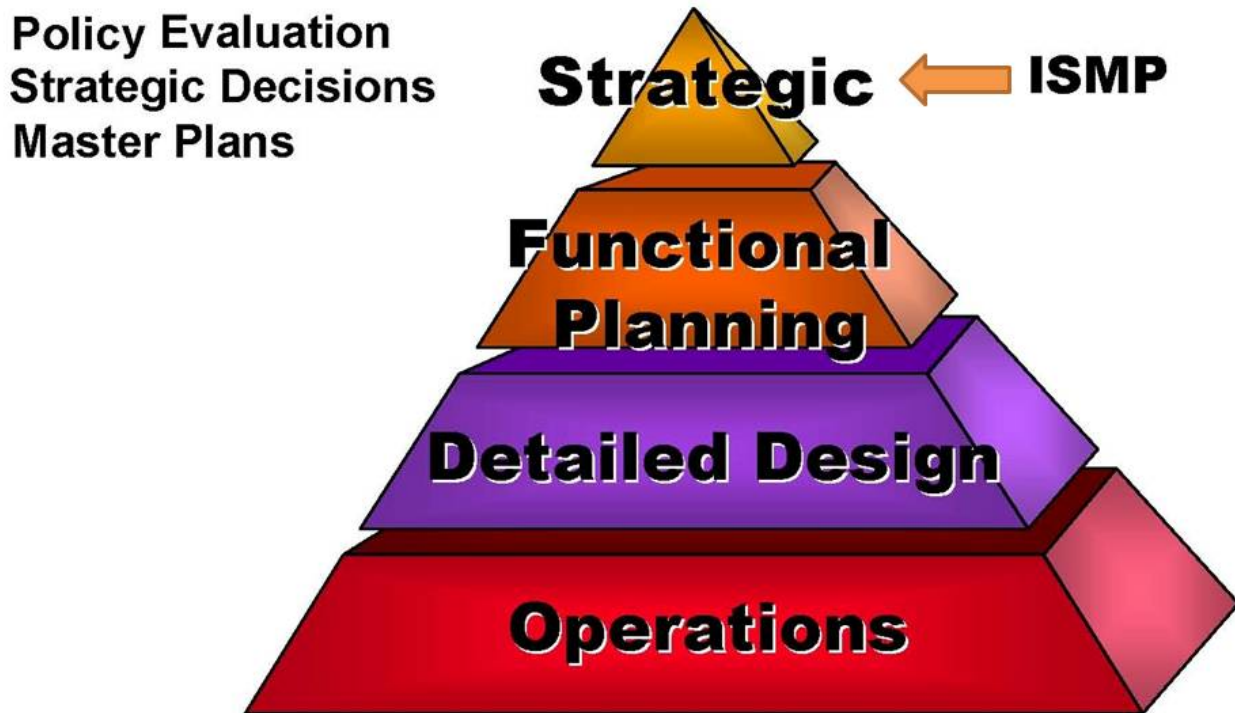 Policy Evaluation
Strategic Decisions
Master Plans
Strategic
ISMP
Functional
Planning
Detailed Design
Operations